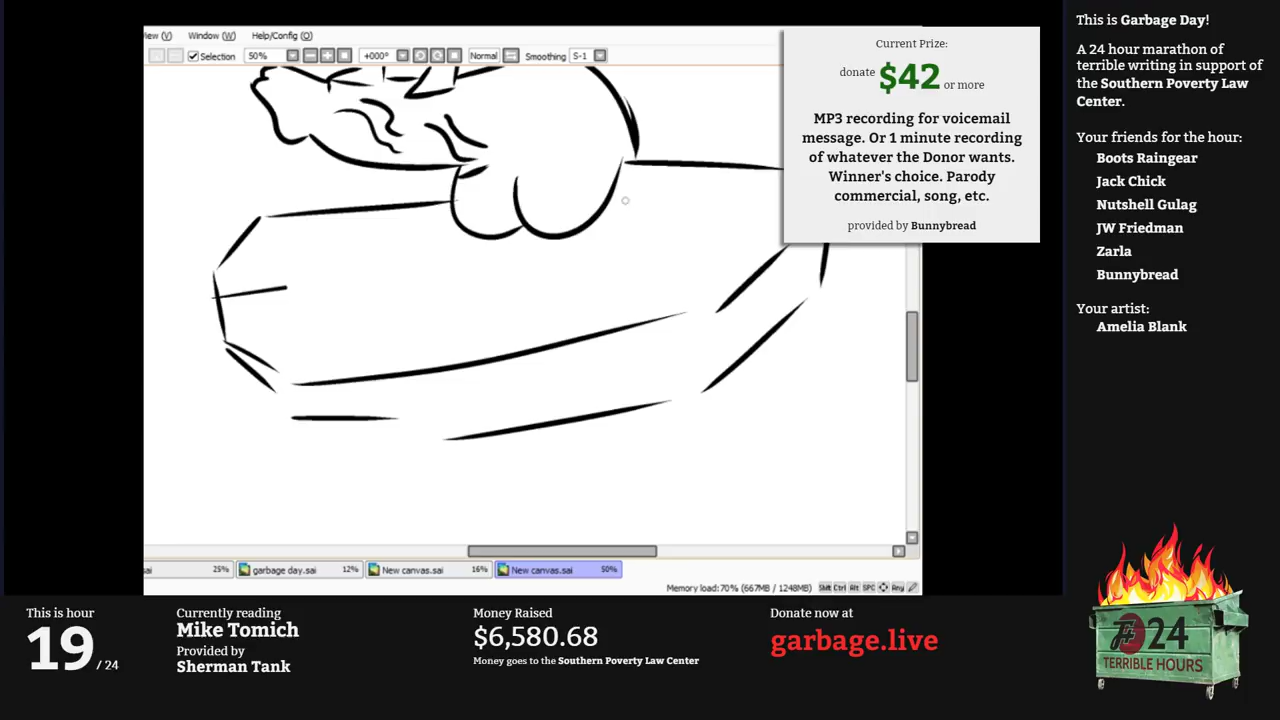 View (V) Window (W) Help/Config (O)
Selection 50% +000° Normal Smoothing S-1
Current Prize:
donate $42 or more
MP3 recording for voicemail
message. Or 1 minute recording
of whatever the Donor wants.
Winner's choice. Parody
commercial, song, etc.
provided by Bunnybread
This is Garbage Day!
A 24 hour marathon of
terrible writing in support of
the Southern Poverty Law
Center.
Your friends for the hour:
Boots Raingear
Jack Chick
Nutshell Gulag
JW Friedman
Zarla
Bunnybread
Your artist:
Amelia Blank
sai 25% garbage day.sai 12% New canvas.sai 16% New canvas.sai 50%
Memory load: 70% (667MB / 1248MB) Shft Ctrl Alt SPC Any
This is hour
19 / 24
Currently reading
Mike Tomich
Provided by
Sherman Tank
Money Raised
$6,580.68
Money goes to the Southern Poverty Law Center
Donate now at
garbage.live
24
TERRIBLE HOURS